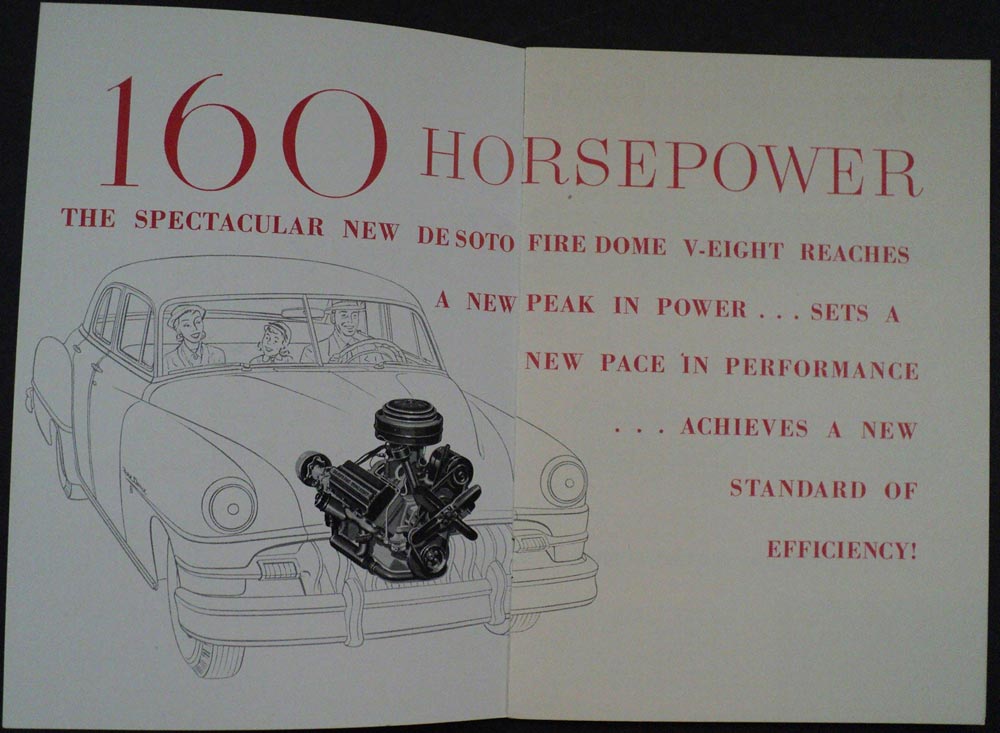 160 HORSEPOWER
THE SPECTACULAR NEW DE SOTO FIRE DOME V-EIGHT REACHES
A NEW PEAK IN POWER . . . SETS A
NEW PACE IN PERFORMANCE
. . . ACHIEVES A NEW
STANDARD OF
EFFICIENCY!